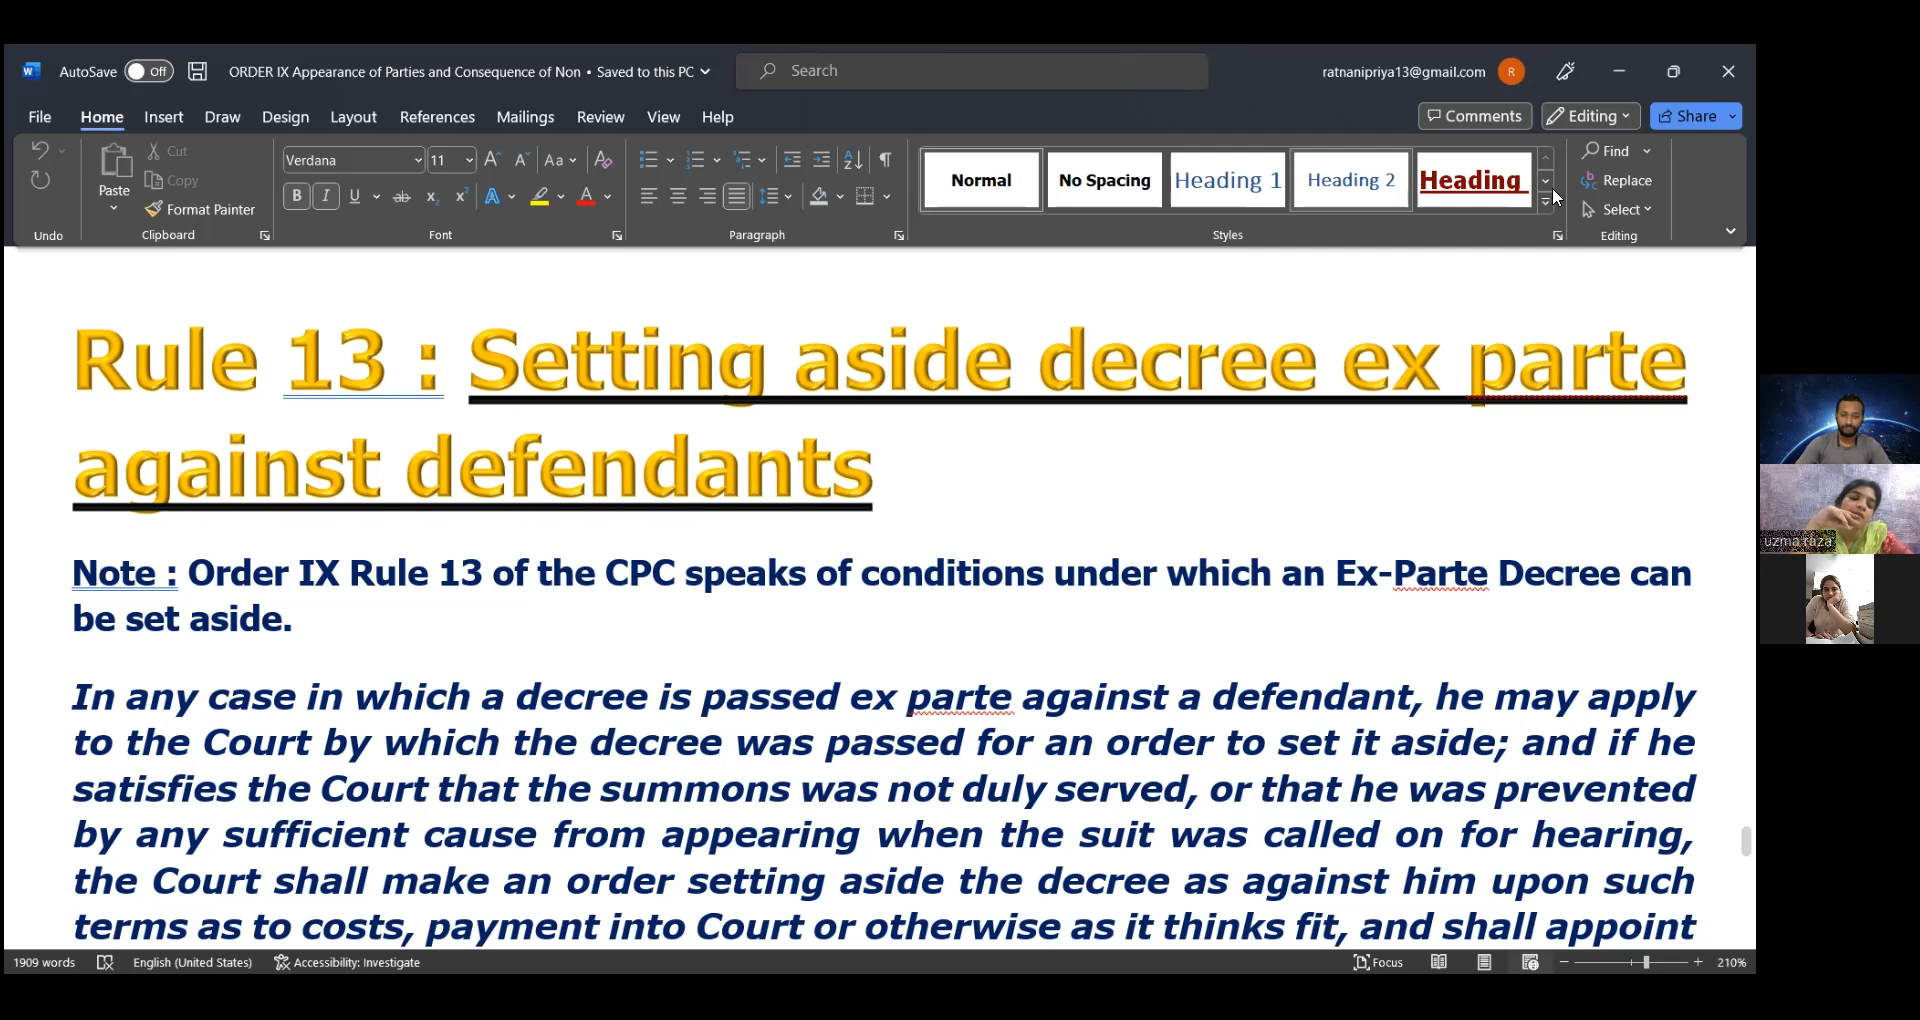 AutoSave Off ORDER IX Appearance of Parties and Consequence of Non • Saved to this PC Search ratnanipriya13@gmail.com R
File Home Insert Draw Design Layout References Mailings Review View Help Comments Editing Share
Paste Cut Copy Format Painter Verdana 11 Aa Normal No Spacing Heading 1 Heading 2 Heading Find Replace Select
Undo Clipboard Font Paragraph Styles Editing
Rule 13 : Setting aside decree ex parte
against defendants
Note : Order IX Rule 13 of the CPC speaks of conditions under which an Ex-Parte Decree can
be set aside.
In any case in which a decree is passed ex parte against a defendant, he may apply
to the Court by which the decree was passed for an order to set it aside; and if he
satisfies the Court that the summons was not duly served, or that he was prevented
by any sufficient cause from appearing when the suit was called on for hearing,
the Court shall make an order setting aside the decree as against him upon such
terms as to costs, payment into Court or otherwise as it thinks fit, and shall appoint
1909 words English (United States) Accessibility: Investigate Focus 210%
uzma raza